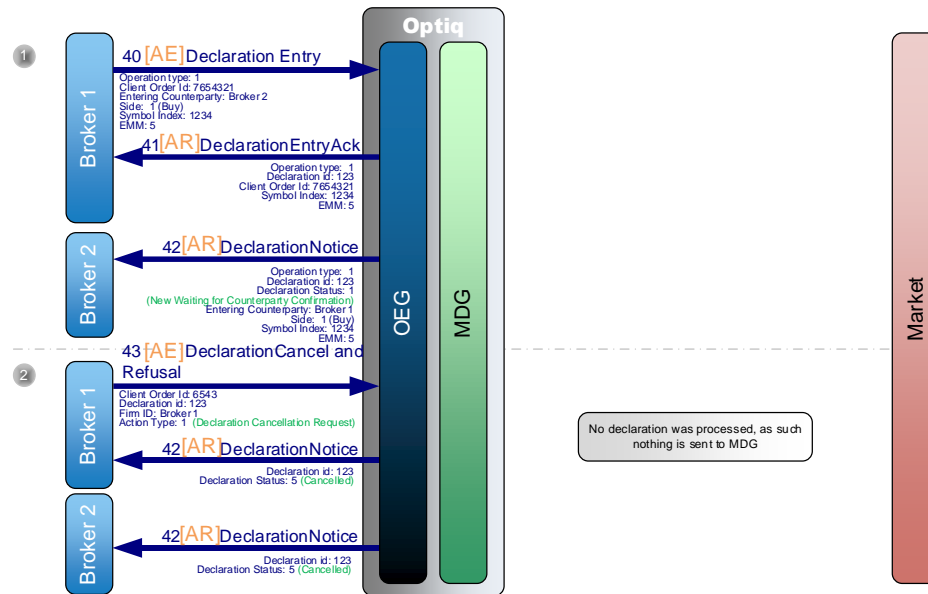 Optiq
1
Broker 1
40 [AE] Declaration Entry
Operation type: 1
Client Order Id: 7654321
Entering Counterparty: Broker 2
Side: 1 (Buy)
Symbol Index: 1234
EMM: 5
41 [AR] DeclarationEntryAck
Operation type: 1
Declaration id: 123
Client Order Id: 7654321
Symbol Index: 1234
EMM: 5
Broker 2
42 [AR] DeclarationNotice
Operation type: 1
Declaration id: 123
Declaration Status: 1
(New Waiting for Counterparty Confirmation)
Entering Counterparty: Broker 1
Side: 1 (Buy)
Symbol Index: 1234
EMM: 5
OEG
MDG
Market
2
Broker 1
43 [AE] DeclarationCancel and
Refusal
Client Order Id: 6543
Declaration id: 123
Firm ID: Broker 1
Action Type: 1 (Declaration Cancellation Request)
42 [AR] DeclarationNotice
Declaration id: 123
Declaration Status: 5 (Cancelled)
Broker 2
42 [AR] DeclarationNotice
Declaration id: 123
Declaration Status: 5 (Cancelled)
No declaration was processed, as such
nothing is sent to MDG